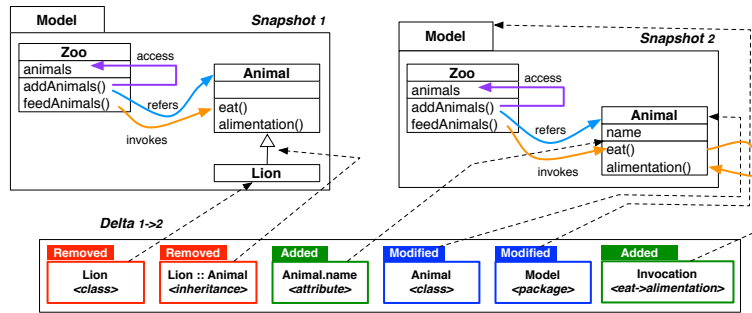 Model
Snapshot 1
Zoo
animals
addAnimals()
feedAnimals()
access
refers
invokes
Animal
eat()
alimentation()
Lion
Model
Snapshot 2
Zoo
animals
addAnimals()
feedAnimals()
access
refers
invokes
Animal
name
eat()
alimentation()
Delta 1->2
Removed
Lion
<class>
Removed
Lion :: Animal
<inheritance>
Added
Animal.name
<attribute>
Modified
Animal
<class>
Modified
Model
<package>
Added
Invocation
<eat->alimentation>